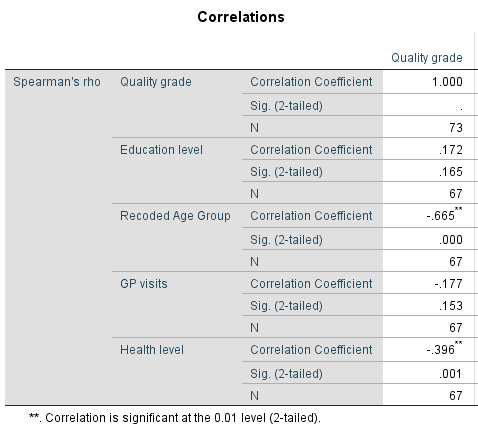 Correlations
Quality grade
Spearman's rho Quality grade Correlation Coefficient 1.000
Sig. (2-tailed) .
N 73
Education level Correlation Coefficient .172
Sig. (2-tailed) .165
N 67
Recoded Age Group Correlation Coefficient -.665**
Sig. (2-tailed) .000
N 67
GP visits Correlation Coefficient -.177
Sig. (2-tailed) .153
N 67
Health level Correlation Coefficient -.396**
Sig. (2-tailed) .001
N 67
**. Correlation is significant at the 0.01 level (2-tailed).